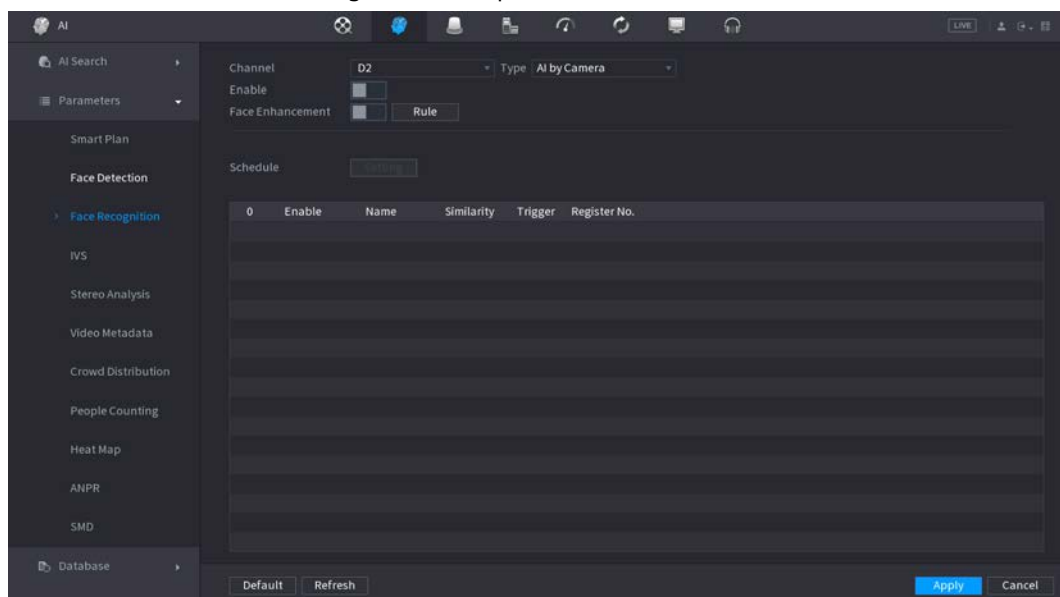 AI
LIVE
AI Search
Parameters
Smart Plan
Face Detection
Face Recognition
IVS
Stereo Analysis
Video Metadata
Crowd Distribution
People Counting
Heat Map
ANPR
SMD
Database
Channel D2 Type AI by Camera
Enable
Face Enhancement Rule
Schedule Setting
0 Enable Name Similarity Trigger Register No.
Default Refresh Apply Cancel